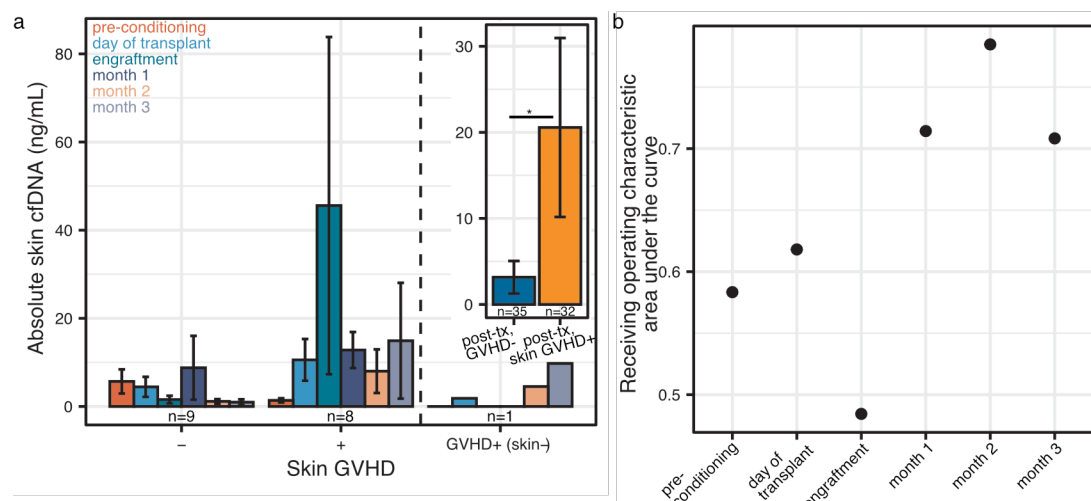 a
pre-conditioning
day of transplant
engraftment
month 1
month 2
month 3
Absolute skin cfDNA (ng/mL)
80
60
40
20
0
n=9
n=8
n=1
−
+
GVHD+ (skin-)
Skin GVHD
30
20
10
0
*
n=35
n=32
post-tx,
GVHD-
post-tx,
skin GVHD+
b
Receiving operating characteristic
area under the curve
0.7
0.6
0.5
pre-
conditioning
day of
transplant
engraftment
month 1
month 2
month 3